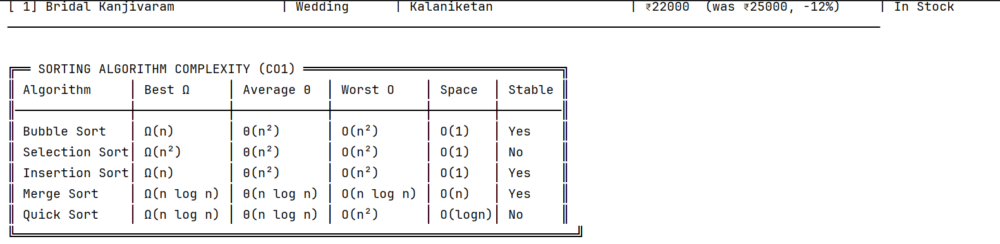 [ 1] Bridal Kanjivaram | Wedding | Kalaniketan | ₹22000 (was ₹25000, -12%) | In Stock
SORTING ALGORITHM COMPLEXITY (CO1)
Algorithm | Best Ω | Average θ | Worst O | Space | Stable
Bubble Sort | Ω(n) | θ(n²) | O(n²) | O(1) | Yes
Selection Sort| Ω(n²) | θ(n²) | O(n²) | O(1) | No
Insertion Sort| Ω(n) | θ(n²) | O(n²) | O(1) | Yes
Merge Sort | Ω(n log n) | θ(n log n) | O(n log n) | O(n) | Yes
Quick Sort | Ω(n log n) | θ(n log n) | O(n²) | O(logn)| No